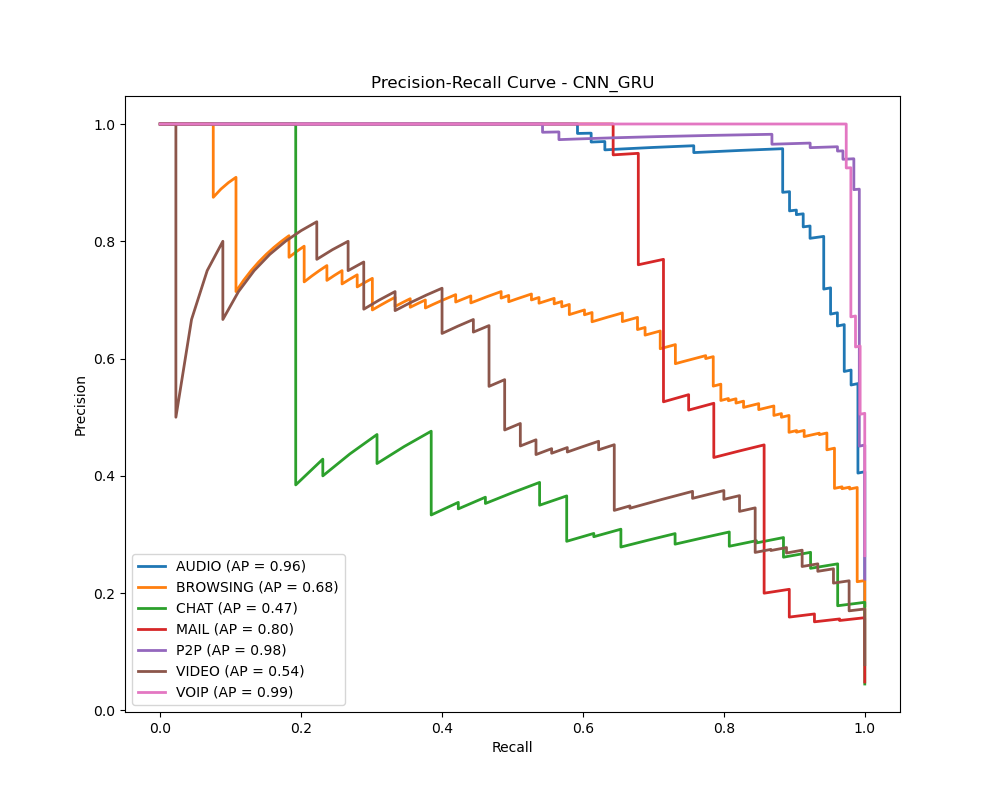 Precision-Recall Curve - CNN_GRU
Precision
1.0
0.8
0.6
0.4
0.2
0.0
AUDIO (AP = 0.96)
BROWSING (AP = 0.68)
CHAT (AP = 0.47)
MAIL (AP = 0.80)
P2P (AP = 0.98)
VIDEO (AP = 0.54)
VOIP (AP = 0.99)
0.0 0.2 0.4 0.6 0.8 1.0
Recall